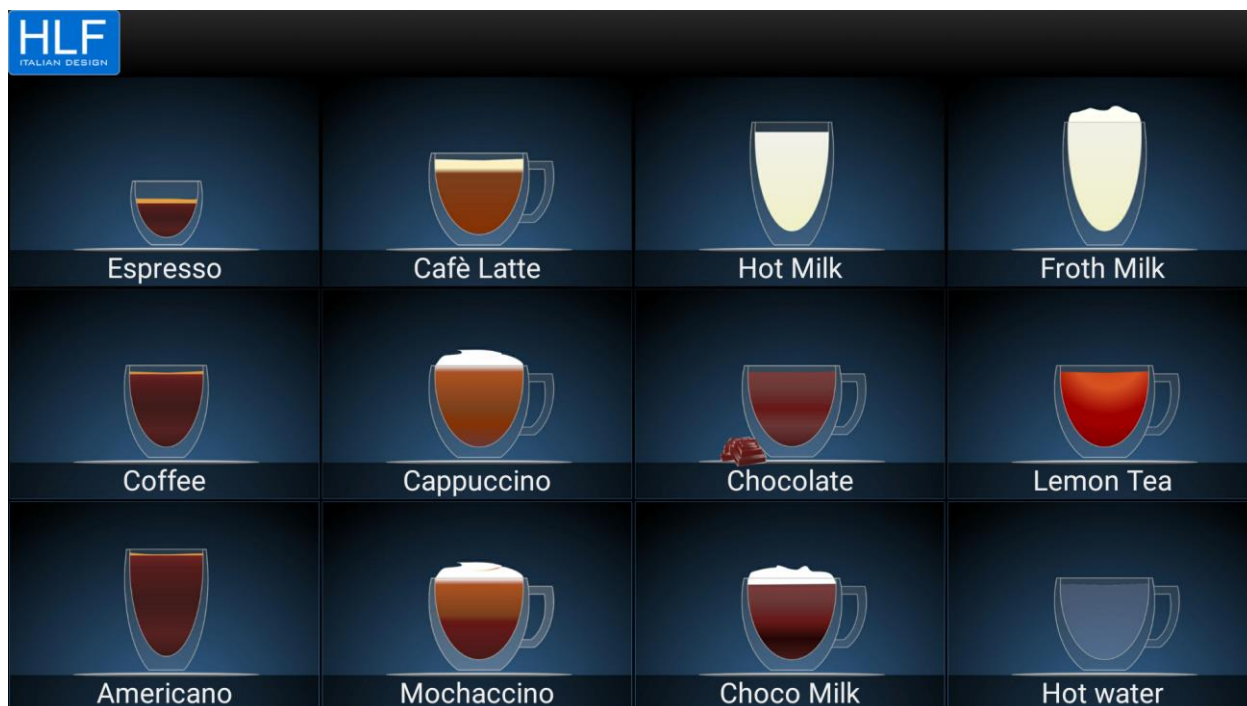 HLF
ITALIAN DESIGN
Espresso
Cafè Latte
Hot Milk
Froth Milk
Coffee
Cappuccino
Chocolate
Lemon Tea
Americano
Mochaccino
Choco Milk
Hot water